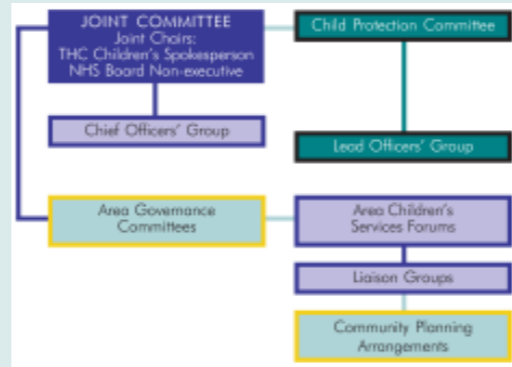 JOINT COMMITTEE
Joint Chairs:
THC Children's Spokesperson
NHS Board Non-executive
Child Protection Committee
Chief Officers' Group
Lead Officers' Group
Area Governance
Committees
Area Children's
Services Forums
Liaison Groups
Community Planning
Arrangements